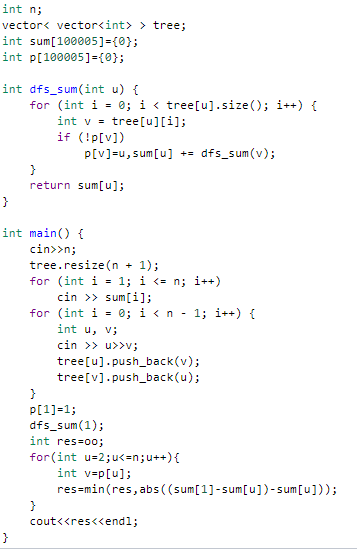 int n;
vector< vector<int> > tree;
int sum[100005]={0};
int p[100005]={0};
int dfs_sum(int u) {
    for (int i = 0; i < tree[u].size(); i++) {
        int v = tree[u][i];
        if (!p[v])
            p[v]=u,sum[u] += dfs_sum(v);
    }
    return sum[u];
}
int main() {
    cin>>n;
    tree.resize(n + 1);
    for (int i = 1; i <= n; i++)
        cin >> sum[i];
    for (int i = 0; i < n - 1; i++) {
        int u, v;
        cin >> u>>v;
        tree[u].push_back(v);
        tree[v].push_back(u);
    }
    p[1]=1;
    dfs_sum(1);
    int res=oo;
    for(int u=2;u<=n;u++){
        int v=p[u];
        res=min(res,abs((sum[1]-sum[u])-sum[u]));
    }
    cout<<res<<endl;
}